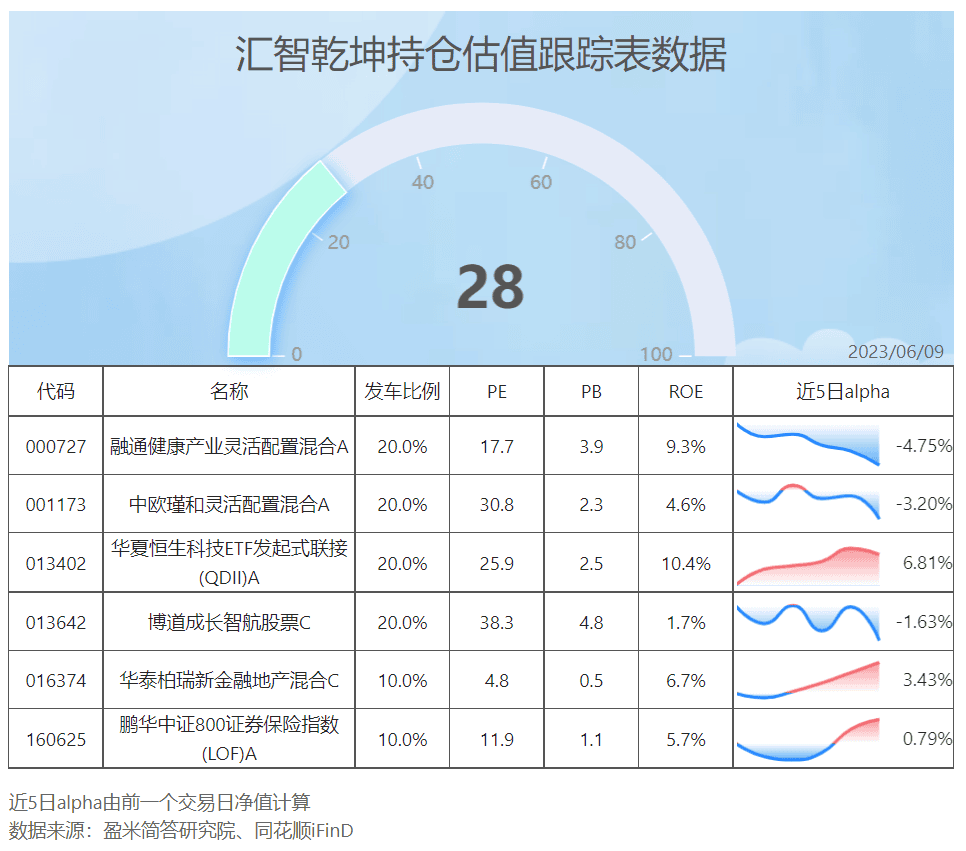 汇智乾坤持仓估值跟踪表数据
40 60
20 80
28
0 100
2023/06/09
代码 名称 发车比例 PE PB ROE 近5日alpha
000727 融通健康产业灵活配置混合A 20.0% 17.7 3.9 9.3% -4.75%
001173 中欧瑾和灵活配置混合A 20.0% 30.8 2.3 4.6% -3.20%
华夏恒生科技ETF发起式联接
013402 20.0% 25.9 2.5 10.4% 6.81%
(QDII)A
013642 博道成长智航股票C 20.0% 38.3 4.8 1.7% -1.63%
016374 华泰柏瑞新金融地产混合C 10.0% 4.8 0.5 6.7% 3.43%
鹏华中证800证券保险指数
160625 10.0% 11.9 1.1 5.7% 0.79%
(LOF)A
近5日alpha由前一个交易日净值计算
数据来源：盈米简答研究院、同花顺iFinD